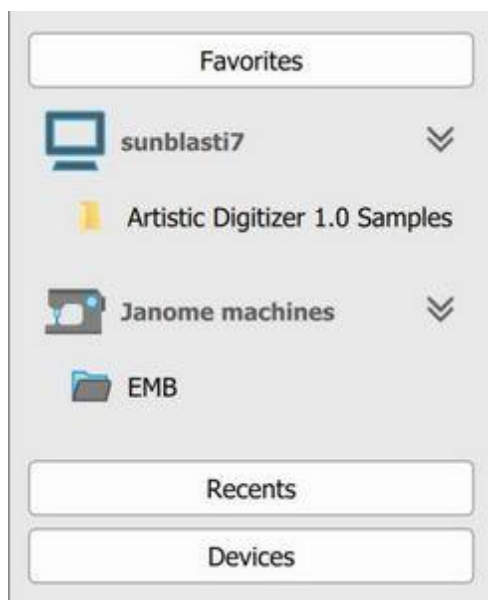 Favorites
sunblasti7
Artistic Digitizer 1.0 Samples
Janome machines
EMB
Recents
Devices